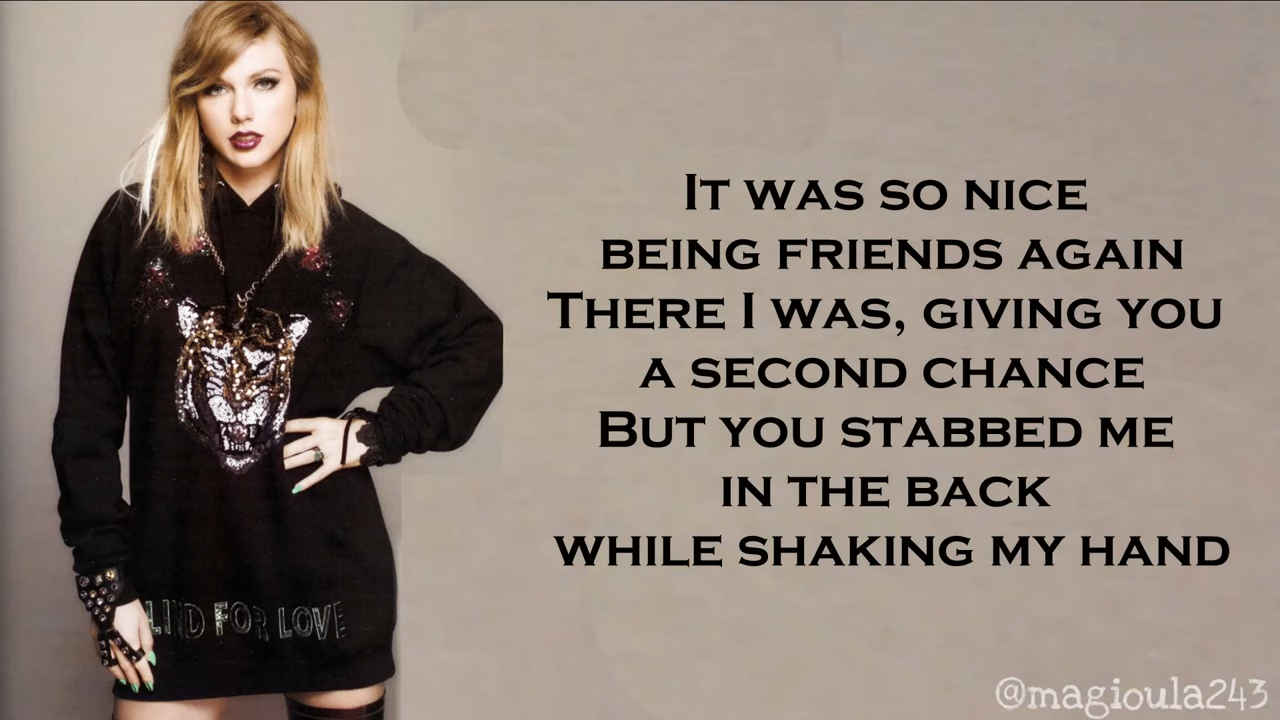 It was so nice
being friends again
There I was, giving you
a second chance
But you stabbed me
in the back
while shaking my hand
LIND FOR LOVE
@magioula243